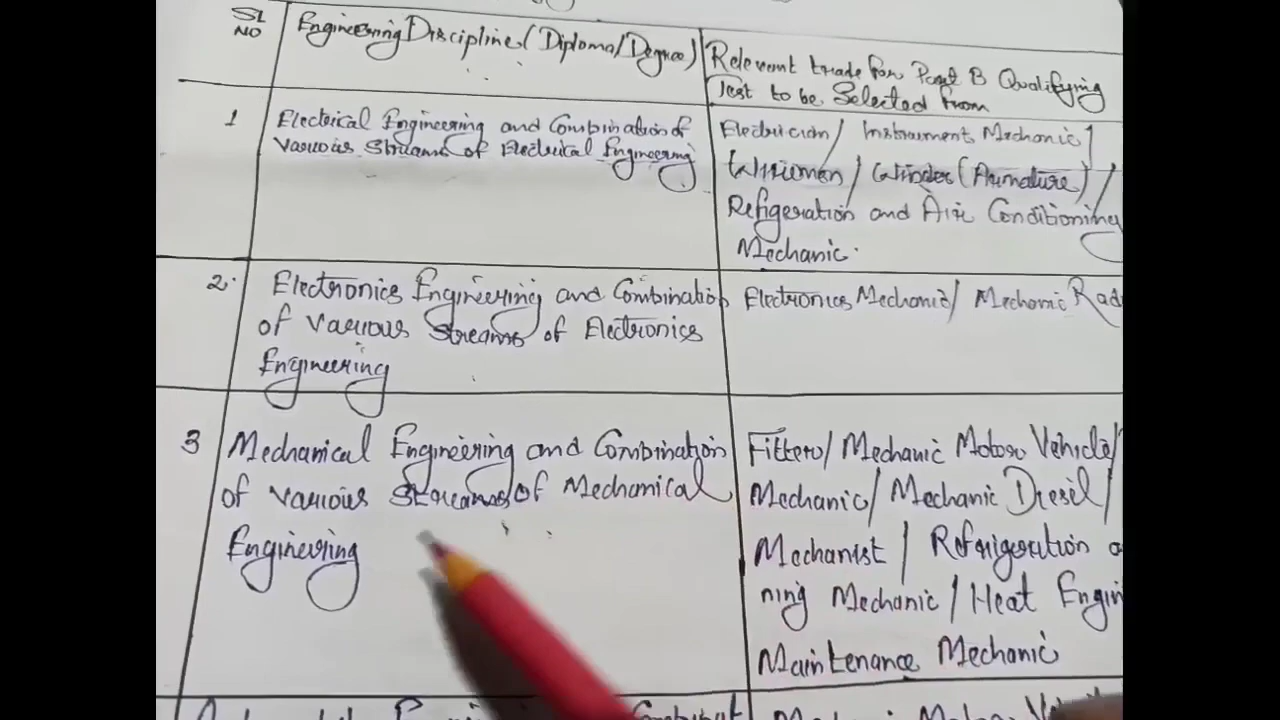 SL NO
Engineering Discipline (Diploma/Degree)
Relevant trade for Part B Qualifying
Test to be Selected from
1
Electrical Engineering and Combination of
Various Streams of Electrical Engineering
Electrician/ Instrument Mechanic/
Wireman/ Winder (Armature)/
Refigeration and Air Conditioning
Mechanic.
2.
Electronics Engineering and Combination
of Various Streams of Electronics
Engineering
Electronics Mechanic/ Mechanic Rad
3
Mechanical Engineering and Combination
of Various Streams of Mechanical
Engineering
Fitter/ Mechanic Motor Vehicle/
Mechanic/ Mechanic Diesel/
Machinist/ Refrigeration
ning Mechanic/ Heat Engin
Maintenance Mechanic